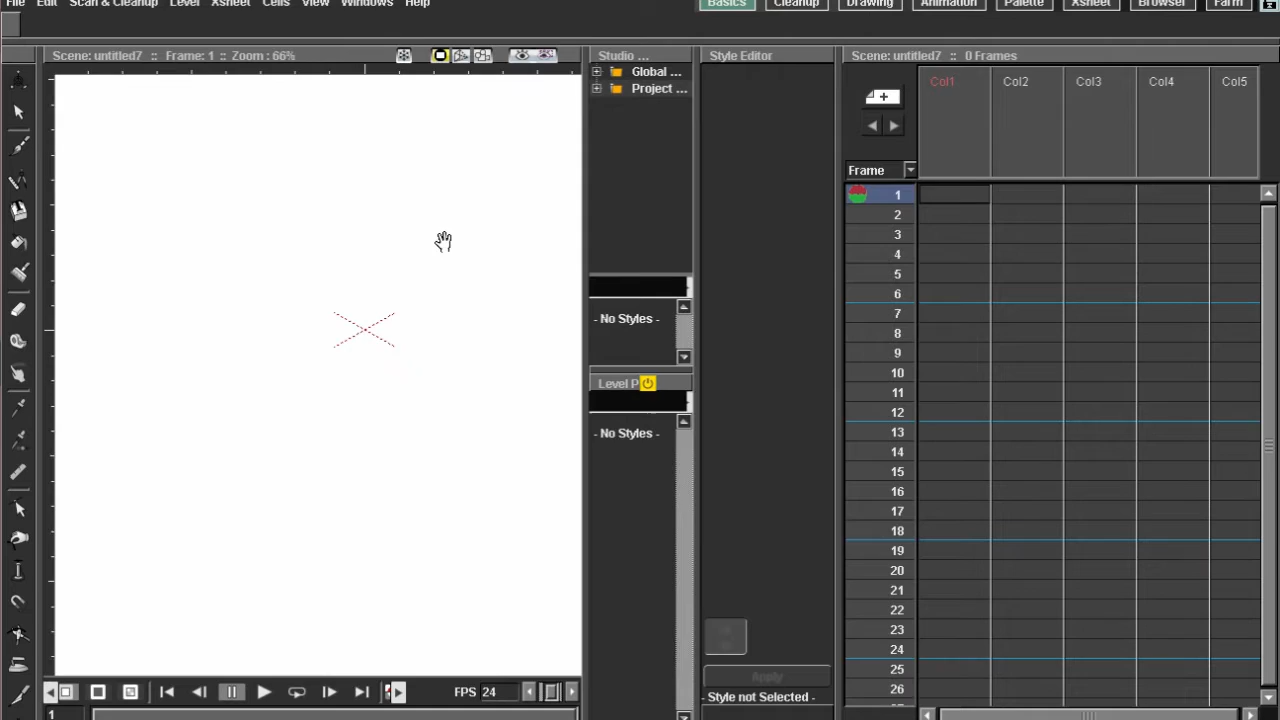 File Edit Scan & Cleanup Level Xsheet Cells View Windows Help
Basics Cleanup Drawing Animation Palette Xsheet Browser Farm
Scene: untitled7 :: Frame: 1 :: Zoom : 66%
Studio ...
Style Editor
Scene: untitled7 :: 0 Frames
Global ...
Project ...
Col1 Col2 Col3 Col4 Col5
Frame
1
2
3
4
5
6
7
8
9
10
11
12
13
14
15
16
17
18
19
20
21
22
23
24
25
26
- No Styles -
Level P
- No Styles -
Apply
- Style not Selected -
FPS 24
1